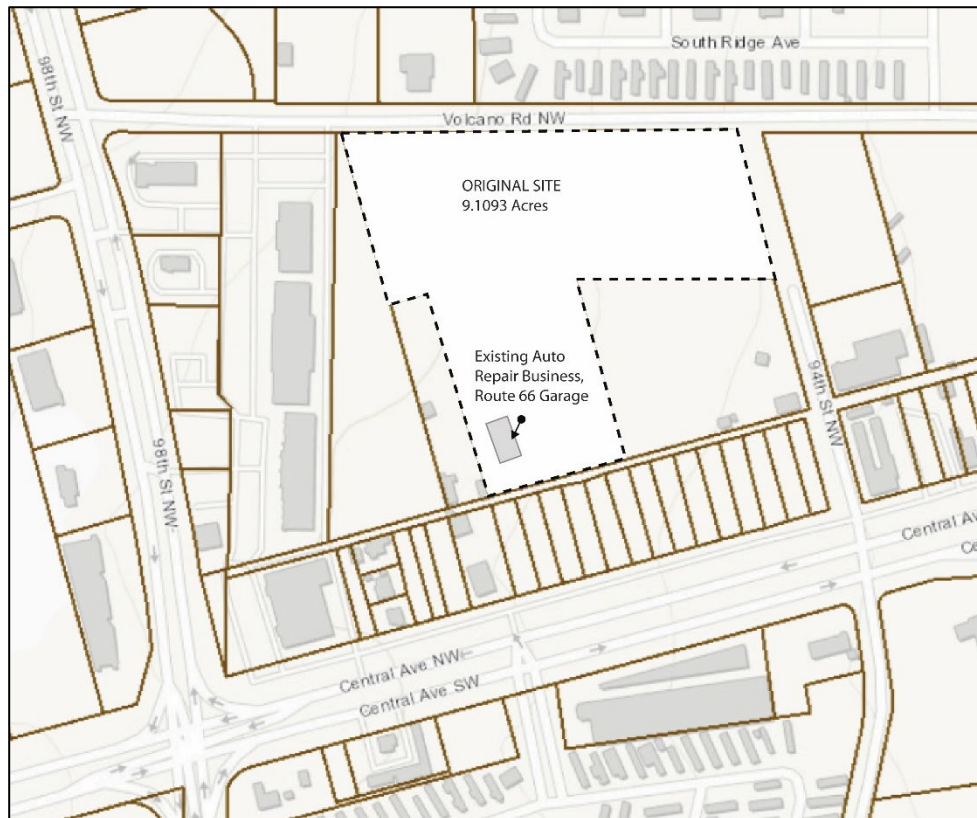 South Ridge Ave
98th St NW
Volcano Rd NW
ORIGINAL SITE
9.1093 Acres
Existing Auto
Repair Business,
Route 66 Garage
94th St NW
98th St NW
Central Av
Ce
Central Ave NW
Central Ave SW